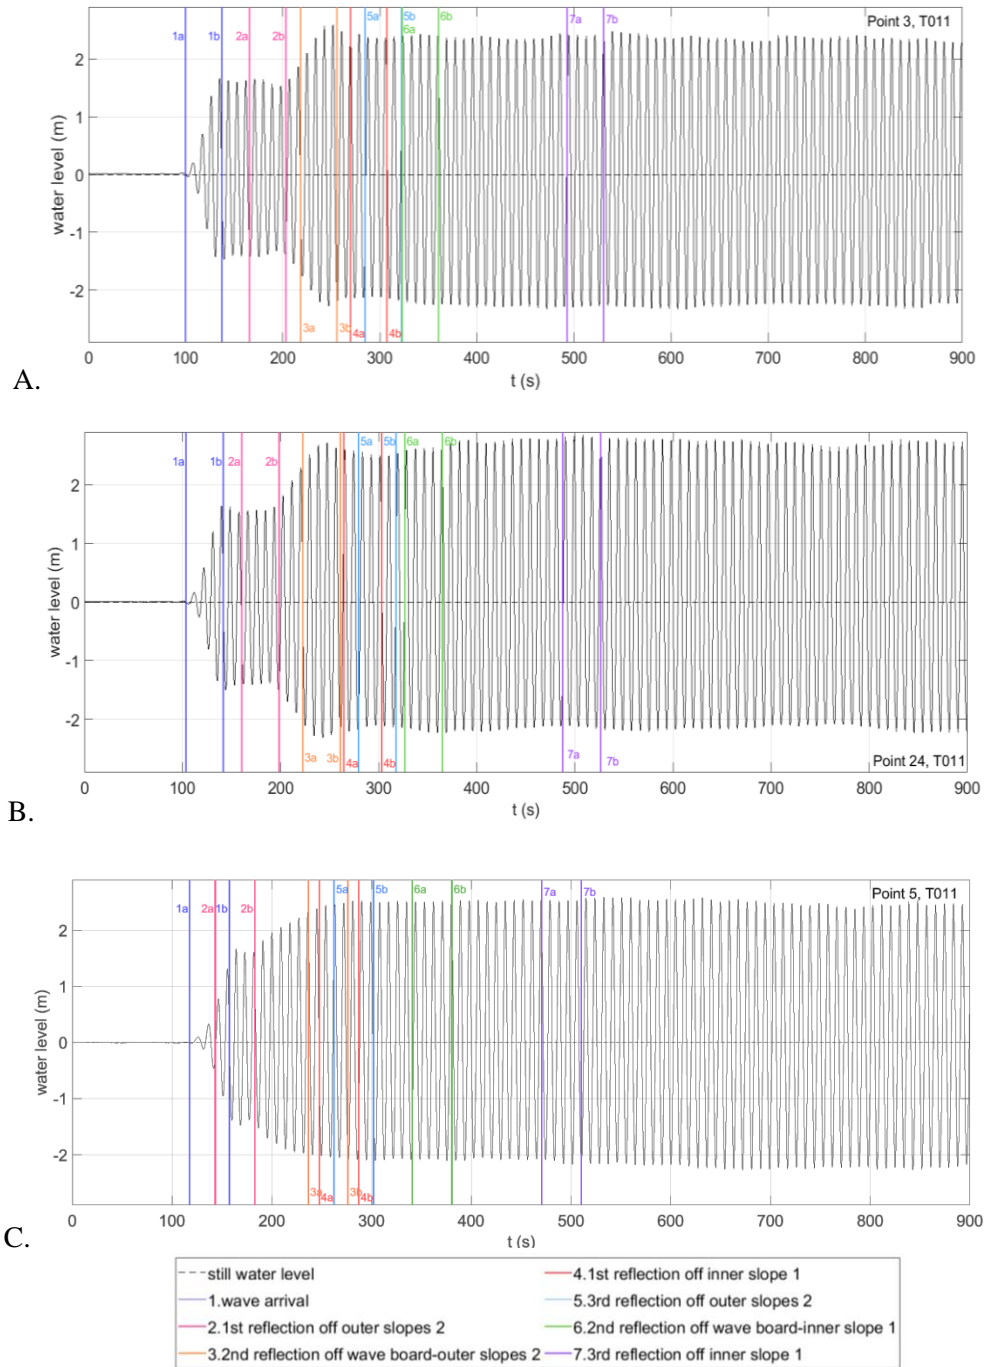 5a 5b 6b 7a 7b Point 3, T011
1a 1b 2a 2b 6a
2
1
0
-1
-2
water level (m)
3a 3b 4a 4b
0 100 200 300 400 500 600 700 800 900
t (s)
A.
5a 5b 6a 6b
1a 1b 2a 2b
2
1
0
-1
-2
water level (m)
3a 3b 4a 4b 7a 7b Point 24, T011
0 100 200 300 400 500 600 700 800 900
t (s)
B.
5a 5b 6a 6b 7a 7b Point 5, T011
1a 2a 1b 2b
2
1
0
-1
-2
water level (m)
3a 4a 3b 4b
0 100 200 300 400 500 600 700 800 900
t (s)
C.
still water level
1.wave arrival
2.1st reflection off outer slopes 2
3.2nd reflection off wave board-outer slopes 2
4.1st reflection off inner slope 1
5.3rd reflection off outer slopes 2
6.2nd reflection off wave board-inner slope 1
7.3rd reflection off inner slope 1